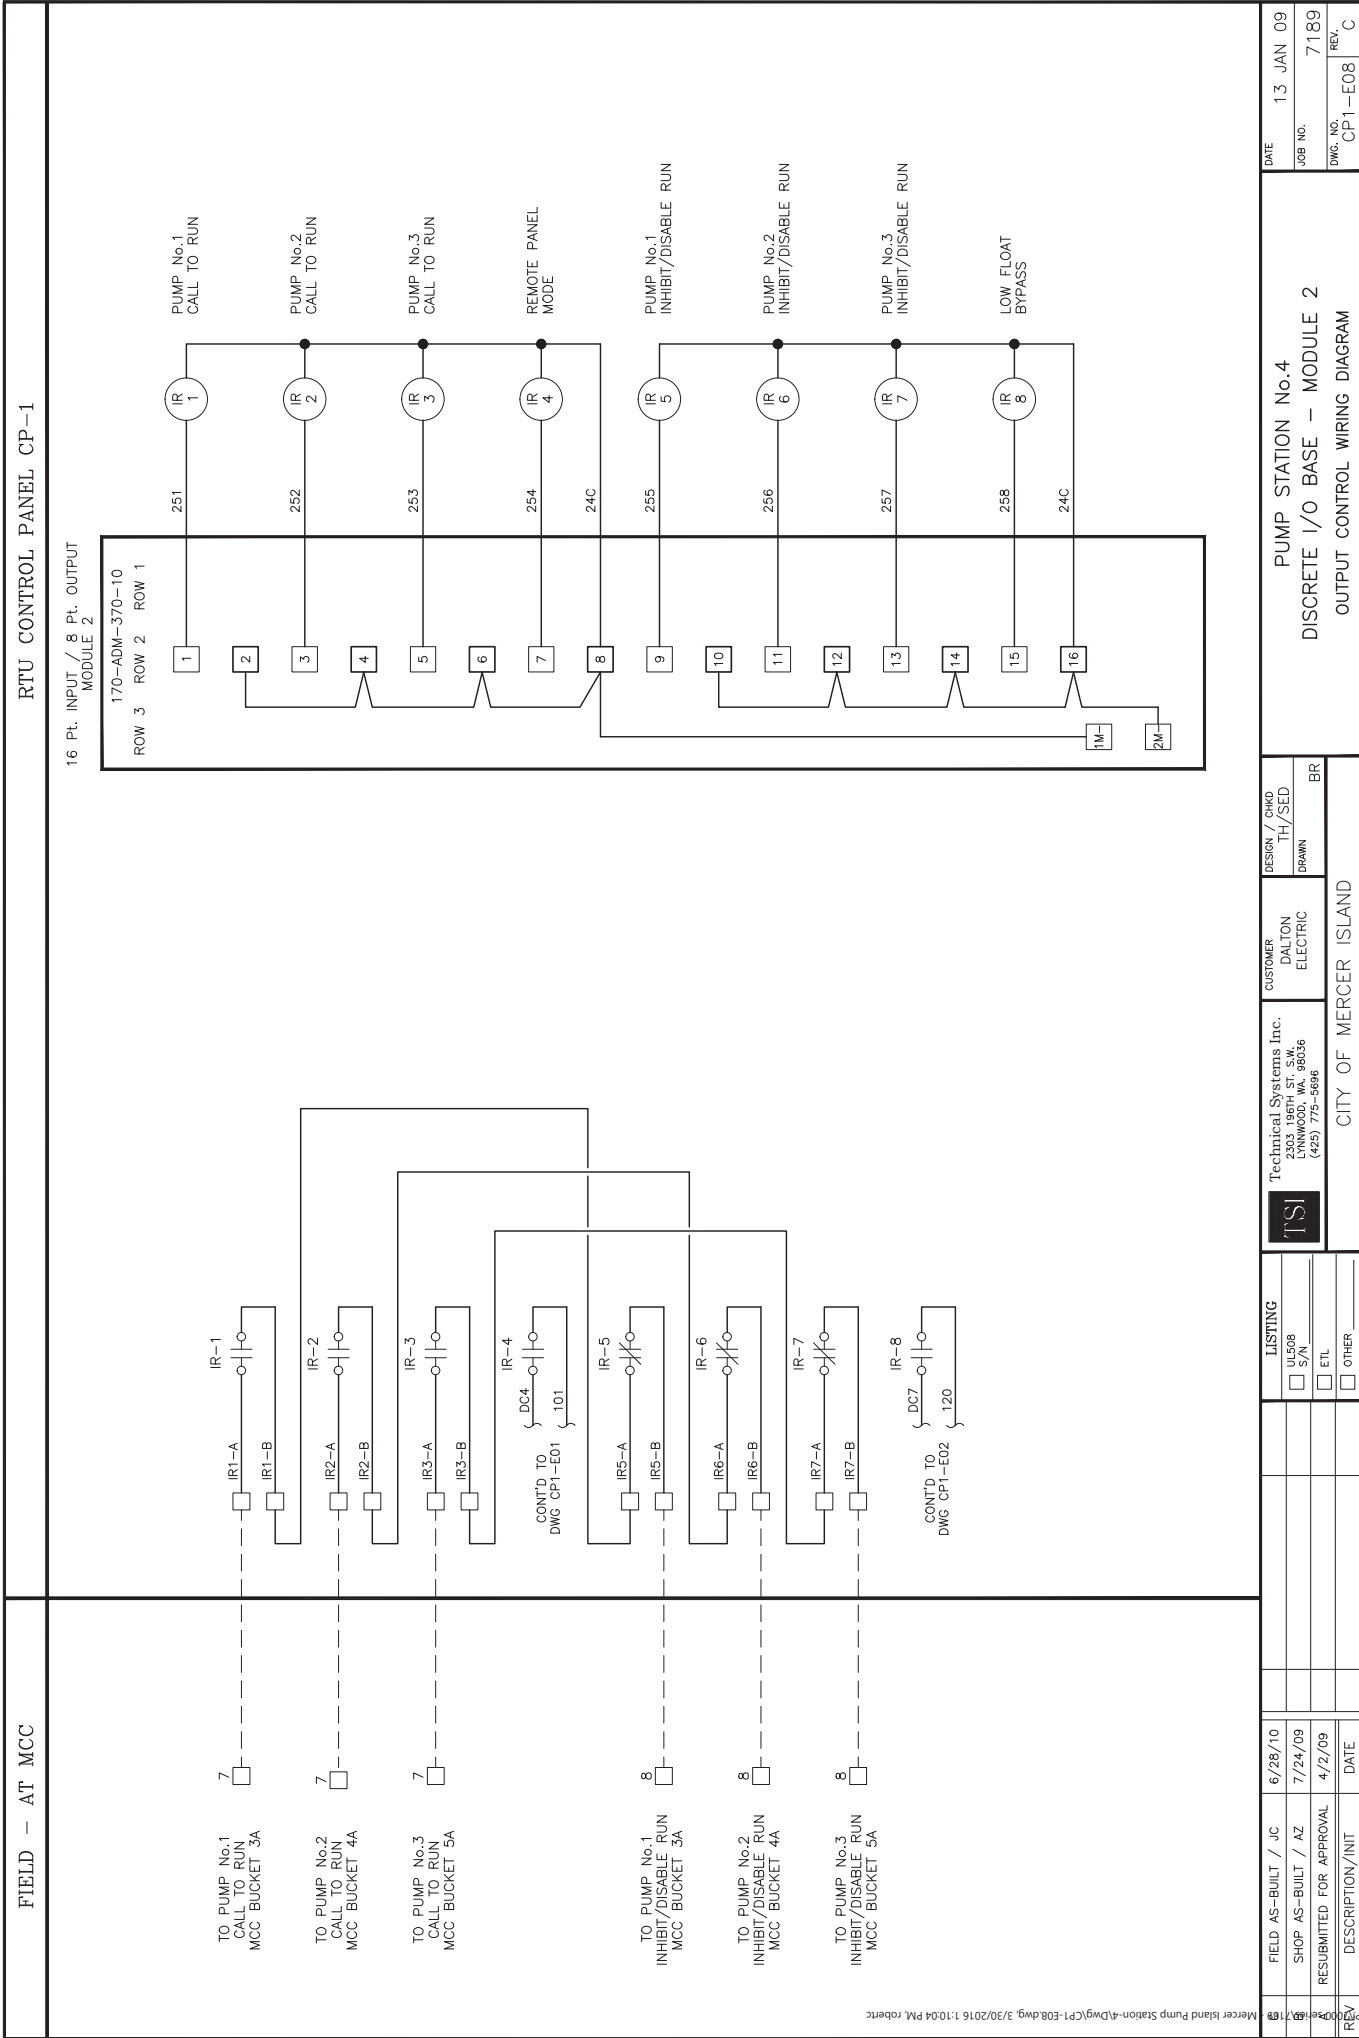 FIELD - AT MCC
RTU CONTROL PANEL CP-1
TO PUMP No.1
CALL TO RUN
MCC BUCKET 3A
7
TO PUMP No.2
CALL TO RUN
MCC BUCKET 4A
7
TO PUMP No.3
CALL TO RUN
MCC BUCKET 5A
7
TO PUMP No.1
INHIBIT/DISABLE RUN
MCC BUCKET 3A
8
TO PUMP No.2
INHIBIT/DISABLE RUN
MCC BUCKET 4A
8
TO PUMP No.3
INHIBIT/DISABLE RUN
MCC BUCKET 5A
8
IR1-A
IR-1
IR1-B
IR2-A
IR-2
IR2-B
IR3-A
IR-3
IR3-B
CONT'D TO
DWG CP1-E01
DC4
IR-4
101
IR5-A
IR-5
IR5-B
IR6-A
IR-6
IR6-B
IR7-A
IR-7
IR7-B
CONT'D TO
DWG CP1-E02
DC7
IR-8
120
16 Pt. INPUT / 8 Pt. OUTPUT
MODULE 2
170-ADM-370-10
ROW 3 ROW 2 ROW 1
1
2
3
4
5
6
7
8
9
10
11
12
13
14
15
16
1M-
2M-
251
IR
1
PUMP No.1
CALL TO RUN
252
IR
2
PUMP No.2
CALL TO RUN
253
IR
3
PUMP No.3
CALL TO RUN
254
IR
4
REMOTE PANEL
MODE
24C
255
IR
5
PUMP No.1
INHIBIT/DISABLE RUN
256
IR
6
PUMP No.2
INHIBIT/DISABLE RUN
257
IR
7
PUMP No.3
INHIBIT/DISABLE RUN
258
IR
8
LOW FLOAT
BYPASS
24C
FIELD AS-BUILT / JC 6/28/10
SHOP AS-BUILT / AZ 7/24/09
RESUBMITTED FOR APPROVAL 4/2/09
REV DESCRIPTION/INIT DATE
LISTING
UL508
S/N
ETL
OTHER
TSI
Technical Systems Inc.
2303 196TH ST. S.W.
LYNNWOOD, WA. 98036
(425) 775-5696
CUSTOMER
DALTON
ELECTRIC
DESIGN / CHKD
TH/SED
DRAWN
BR
CITY OF MERCER ISLAND
PUMP STATION No.4
DISCRETE I/O BASE - MODULE 2
OUTPUT CONTROL WIRING DIAGRAM
DATE
13 JAN 09
JOB NO.
7189
DWG. NO.
CP1-E08
REV.
C
Mercer Island Pump Station-4\Dwg\CP1-E08.dwg, 3/30/2016 1:10:04 PM, robertc